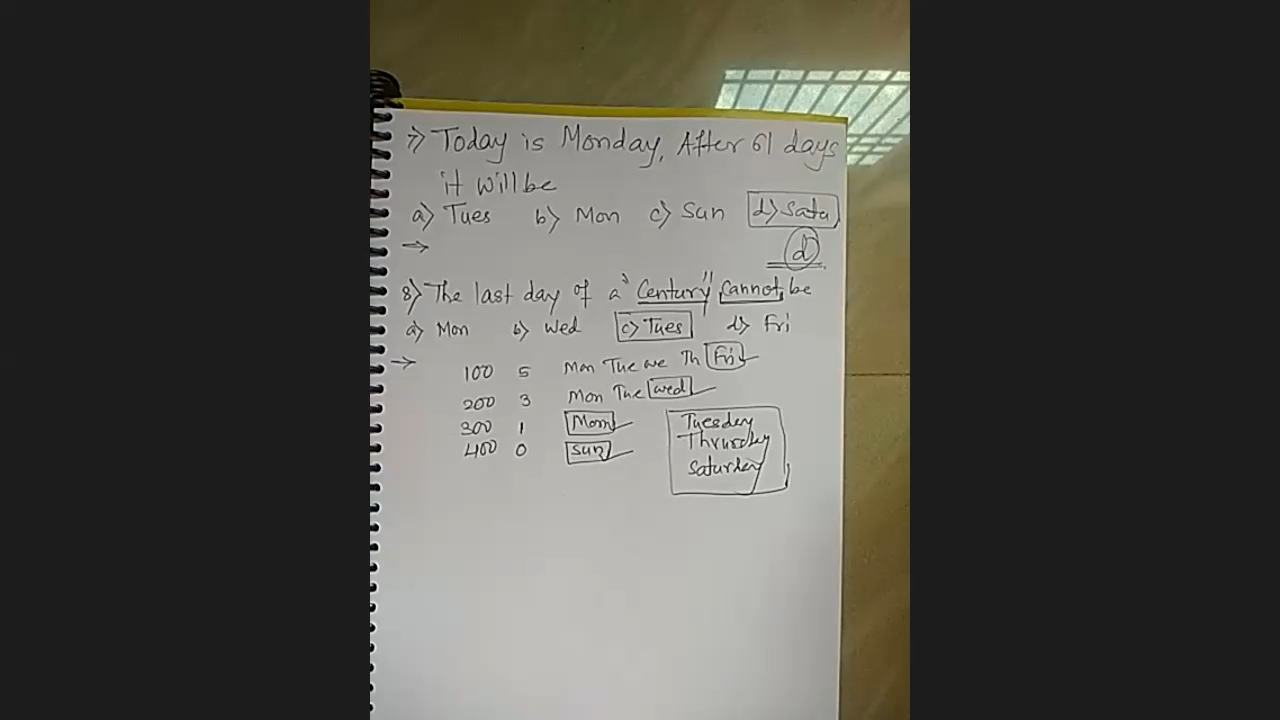 7) Today is Monday, After 61 days
it will be
a) Tues b) Mon c) Sun d) Satu
→ d
8) The last day of a "Century" cannot be
a) Mon b) Wed c) Tues d) Fri
→
100 5 Mon Tue we Th Fri
200 3 Mon Tue wed
300 1 Mon
400 0 Sun
Tuesday
Thrusday
Saturday